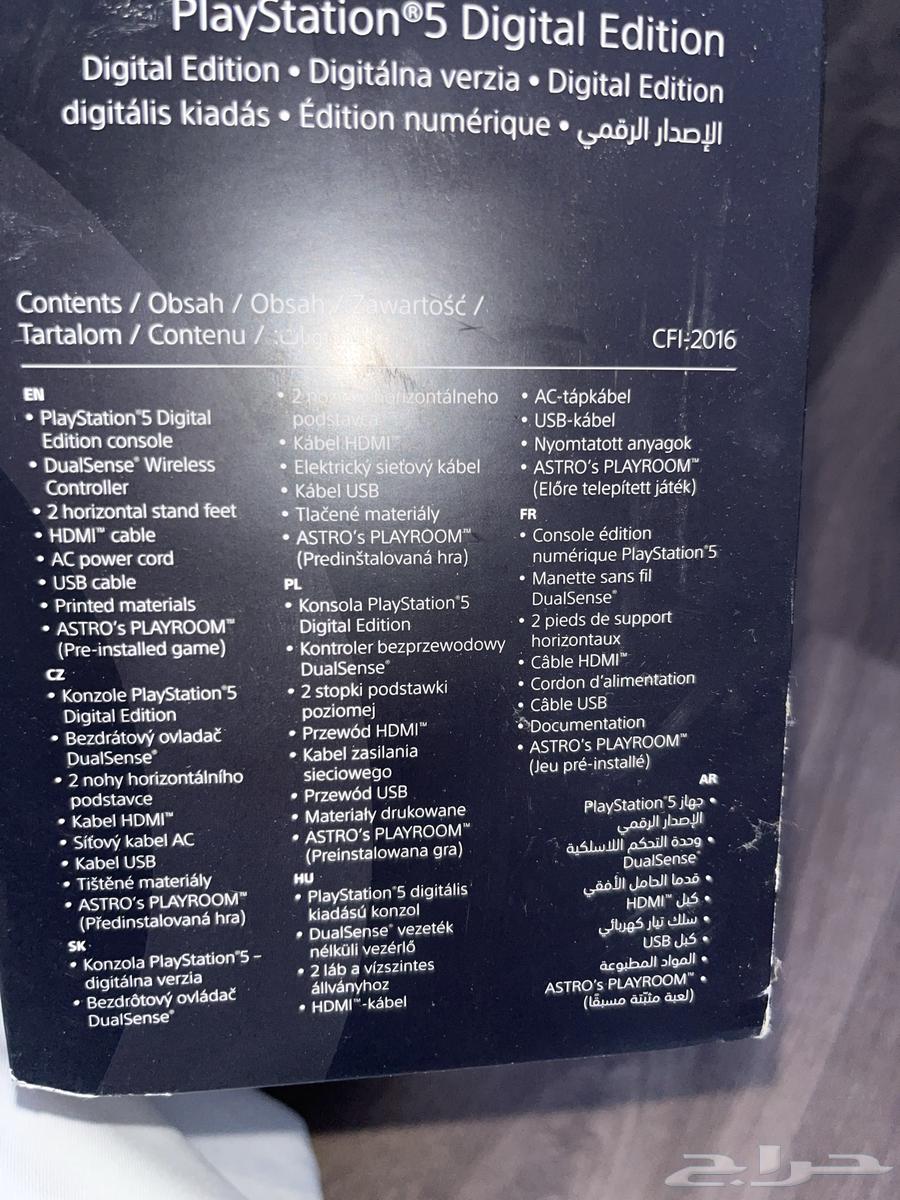 PlayStation®5 Digital Edition
Digital Edition • Digitálna verzia • Digital Edition
digitális kiadás • Édition numérique • الإصدار الرقمي
Contents / Obsah / Obsah / Zawartość /
Tartalom / Contenu /
CFI-2016
EN
• PlayStation®5 Digital
Edition console
• DualSense® Wireless
Controller
• 2 horizontal stand feet
• HDMI™ cable
• AC power cord
• USB cable
• Printed materials
• ASTRO's PLAYROOM™
(Pre-installed game)
CZ
• Konzole PlayStation®5
Digital Edition
• Bezdrátový ovladač
DualSense®
• 2 nohy horizontálního
podstavce
• Kabel HDMI™
• Síťový kabel AC
• Kabel USB
• Tištěné materiály
• ASTRO's PLAYROOM™
(Předinstalovaná hra)
SK
• Konzola PlayStation®5 –
digitálna verzia
• Bezdrôtový ovládač
DualSense®
• 2 horizontálneho
podstavca
• Kábel HDMI™
• Elektrický sieťový kábel
• Kábel USB
• Tlačené materiály
• ASTRO's PLAYROOM™
(Predinštalovaná hra)
PL
• Konsola PlayStation®5
Digital Edition
• Kontroler bezprzewodowy
DualSense®
• 2 stopki podstawki
poziomej
• Przewód HDMI™
• Kabel zasilania
sieciowego
• Przewód USB
• Materiały drukowane
• ASTRO's PLAYROOM™
(Preinstalowana gra)
HU
• PlayStation®5 digitális
kiadású konzol
• DualSense® vezeték
nélküli vezérlő
• 2 láb a vízszintes
állványhoz
• HDMI™-kábel
• AC-tápkábel
• USB-kábel
• Nyomtatott anyagok
• ASTRO's PLAYROOM™
(Előre telepített játék)
FR
• Console édition
numérique PlayStation®5
• Manette sans fil
DualSense®
• 2 pieds de support
horizontaux
• Câble HDMI™
• Cordon d'alimentation
• Câble USB
• Documentation
• ASTRO's PLAYROOM™
(Jeu pré-installé)
AR
• جهاز PlayStation®5
الإصدار الرقمي
• وحدة التحكم اللاسلكية
DualSense®
• قدما الحامل الأفقي
• كبل HDMI™
• سلك تيار كهربائي
• كبل USB
• المواد المطبوعة
• ASTRO's PLAYROOM™
(لعبة مثبّتة مسبقًا)
حراج